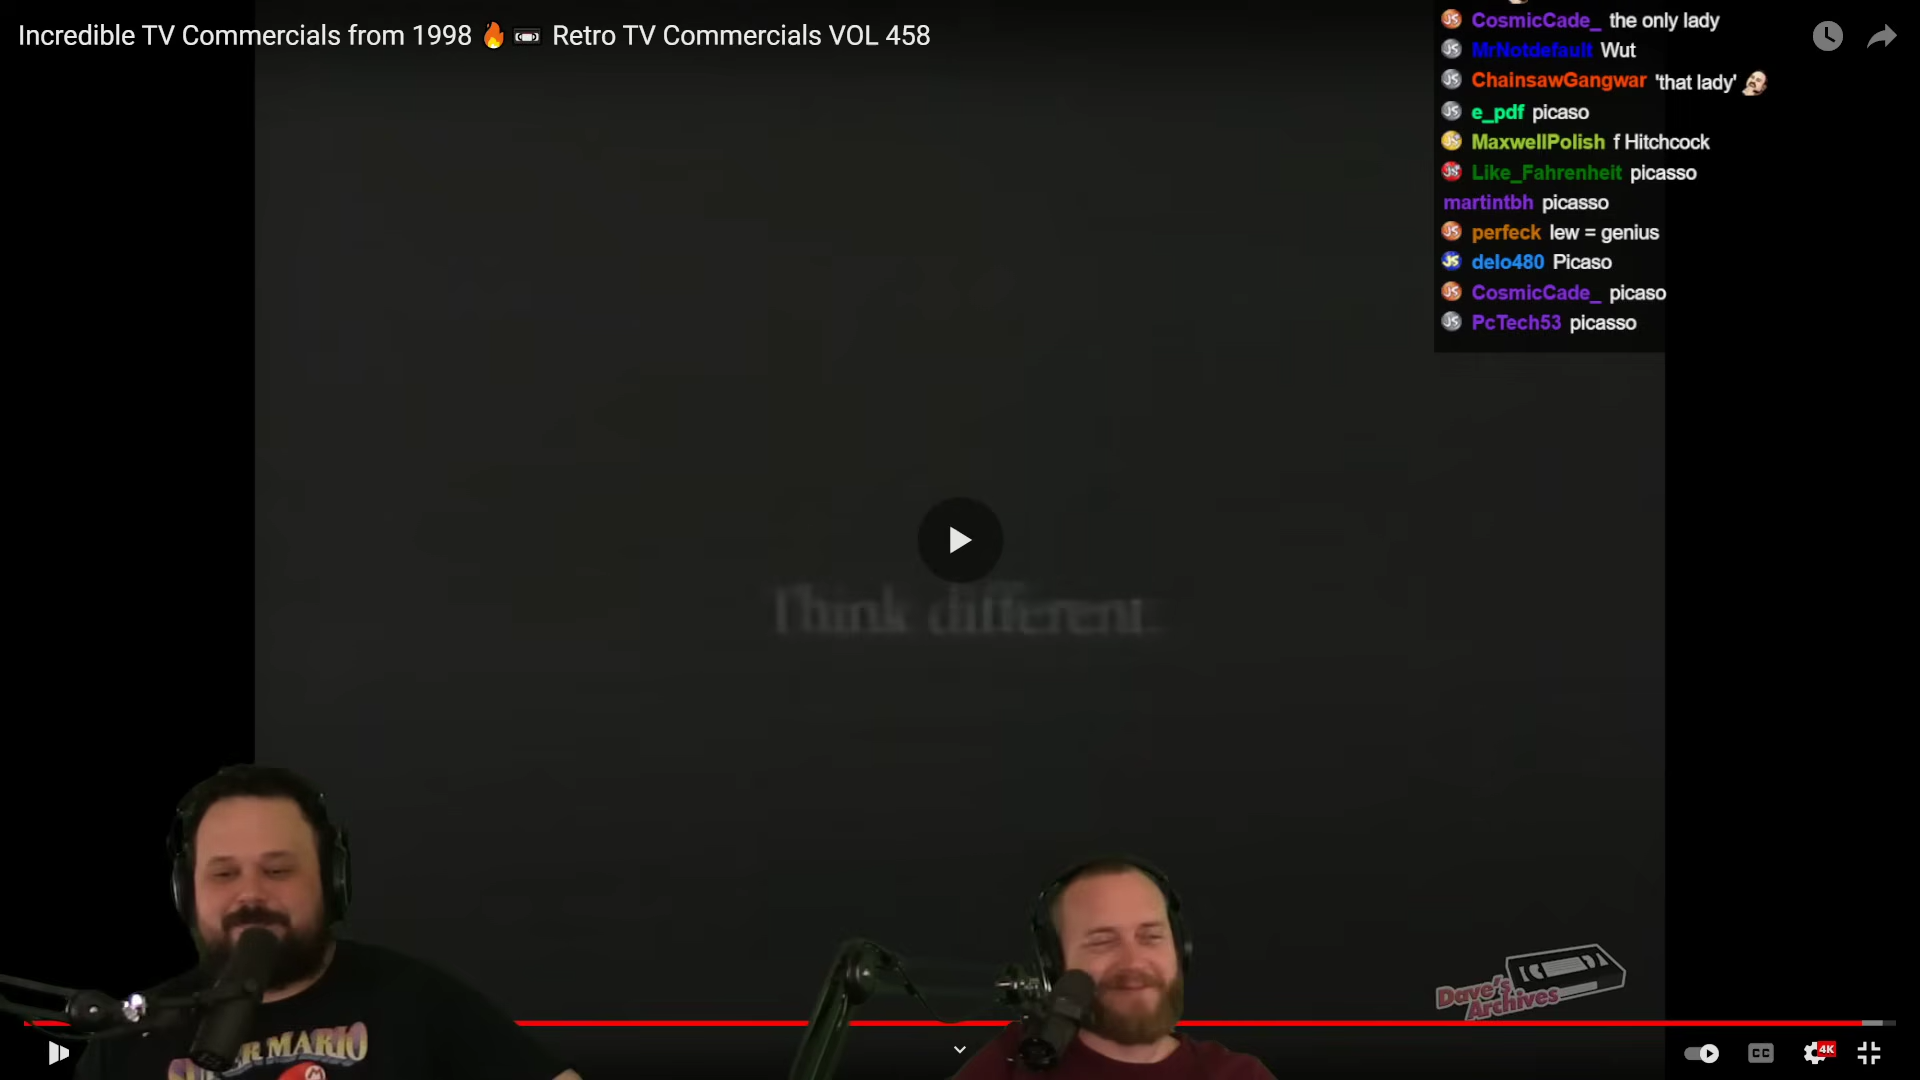 Incredible TV Commercials from 1998 🔥📼 Retro TV Commercials VOL 458
CosmicCade_ the only lady
MrNotdefault Wut
ChainsawGangwar 'that lady'
e_pdf picaso
MaxwellPolish f Hitchcock
Like_Fahrenheit picasso
martintbh picasso
perfeck lew = genius
delo480 Picaso
CosmicCade_ picaso
PcTech53 picasso
Think different.
Dave's
Archives
MARIO
CC
4K